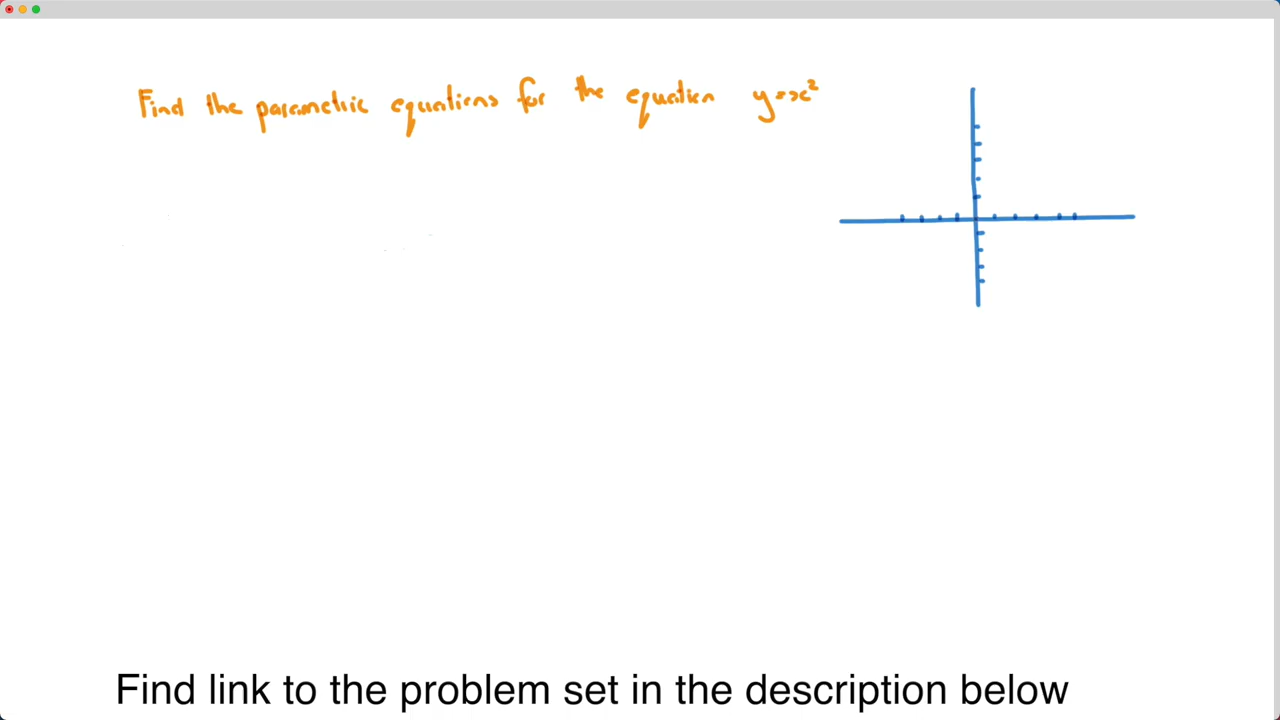 Find the parametric equations for the equation y=x²
Find link to the problem set in the description below